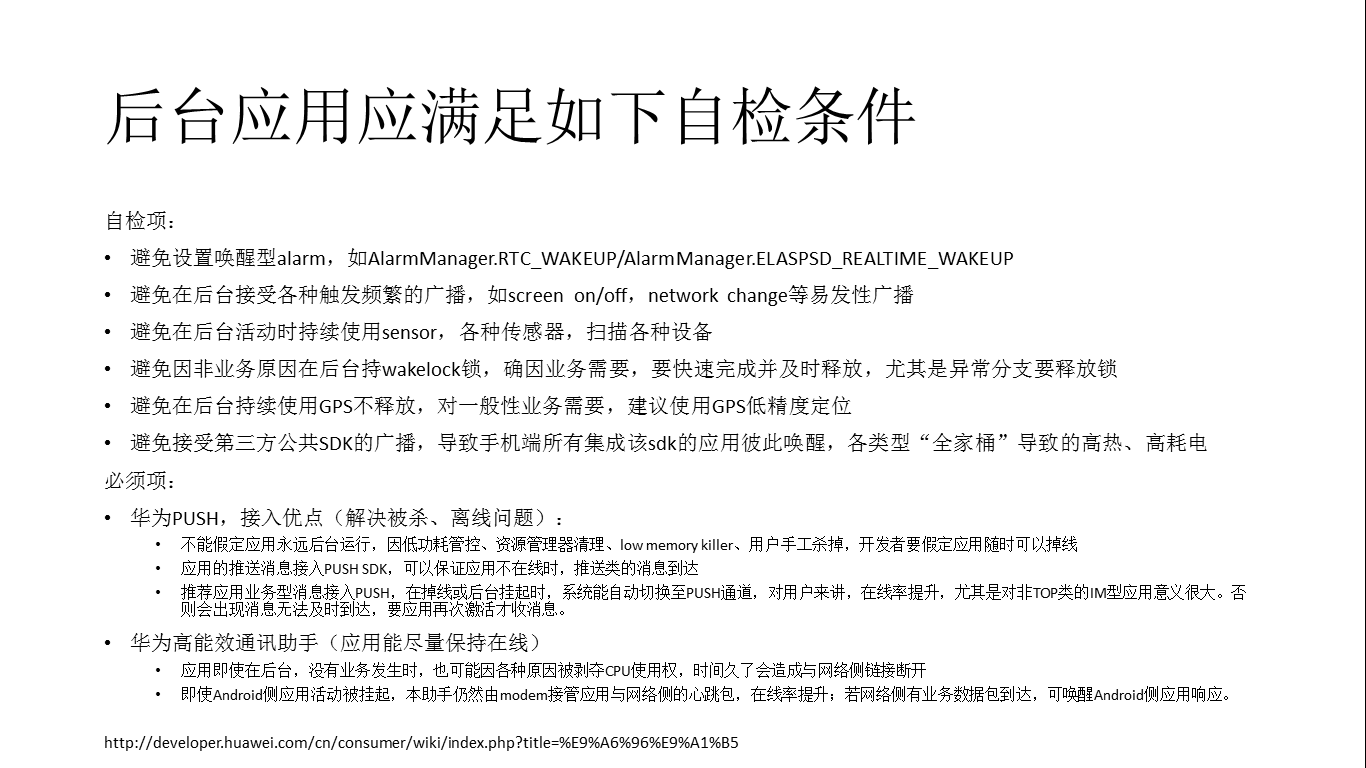 后台应用应满足如下自检条件
自检项：
• 避免设置唤醒型alarm，如AlarmManager.RTC_WAKEUP/AlarmManager.ELASPSD_REALTIME_WAKEUP
• 避免在后台接受各种触发频繁的广播，如screen on/off，network change等易发性广播
• 避免在后台活动时持续使用sensor，各种传感器，扫描各种设备
• 避免因非业务原因在后台持wakelock锁，确因业务需要，要快速完成并及时释放，尤其是异常分支要释放锁
• 避免在后台持续使用GPS不释放，对一般性业务需要，建议使用GPS低精度定位
• 避免接受第三方公共SDK的广播，导致手机端所有集成该sdk的应用彼此唤醒，各类型“全家桶”导致的高热、高耗电
必须项：
• 华为PUSH，接入优点（解决被杀、离线问题）：
• 不能假定应用永远后台运行，因低功耗管控、资源管理器清理、low memory killer、用户手工杀掉，开发者要假定应用随时可以掉线
• 应用的推送消息接入PUSH SDK，可以保证应用不在线时，推送类的消息到达
• 推荐应用业务型消息接入PUSH，在掉线或后台挂起时，系统能自动切换至PUSH通道，对用户来讲，在线率提升，尤其是对非TOP类的IM型应用意义很大。否
则会出现消息无法及时到达，要应用再次激活才收消息。
• 华为高能效通讯助手（应用能尽量保持在线）
• 应用即使在后台，没有业务发生时，也可能因各种原因被剥夺CPU使用权，时间久了会造成与网络侧链接断开
• 即使Android侧应用活动被挂起，本助手仍然由modem接管应用与网络侧的心跳包，在线率提升；若网络侧有业务数据包到达，可唤醒Android侧应用响应。
http://developer.huawei.com/cn/consumer/wiki/index.php?title=%E9%A6%96%E9%A1%B5